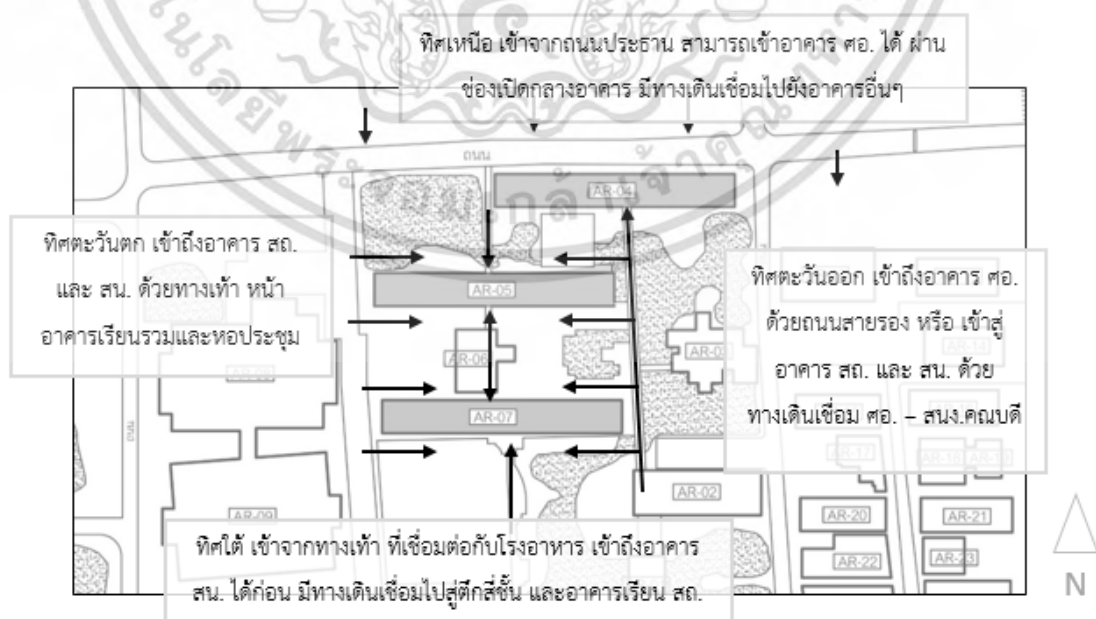 ทิศเหนือ เข้าจากถนนประธาน สามารถเข้าอาคาร ศอ. ได้ ผ่าน
ช่องเปิดกลางอาคาร มีทางเดินเชื่อมไปยังอาคารอื่นๆ
ถนน
AR-04
ทิศตะวันตก เข้าถึงอาคาร สถ.
และ สน. ด้วยทางเท้า หน้า
อาคารเรียนรวมและหอประชุม
AR-05
AR-06
AR-07
ทิศตะวันออก เข้าถึงอาคาร ศอ.
ด้วยถนนสายรอง หรือ เข้าสู่
อาคาร สถ. และ สน. ด้วย
ทางเดินเชื่อม ศอ. – สนง.คณบดี
AR-03
AR-14
AR-17
AR-02
AR-09
AR-20
AR-21
AR-22
AR-23
ทิศใต้ เข้าจากทางเท้า ที่เชื่อมต่อกับโรงอาหาร เข้าถึงอาคาร
สน. ได้ก่อน มีทางเดินเชื่อมไปสู่ตึกสี่ชั้น และอาคารเรียน สถ.
N